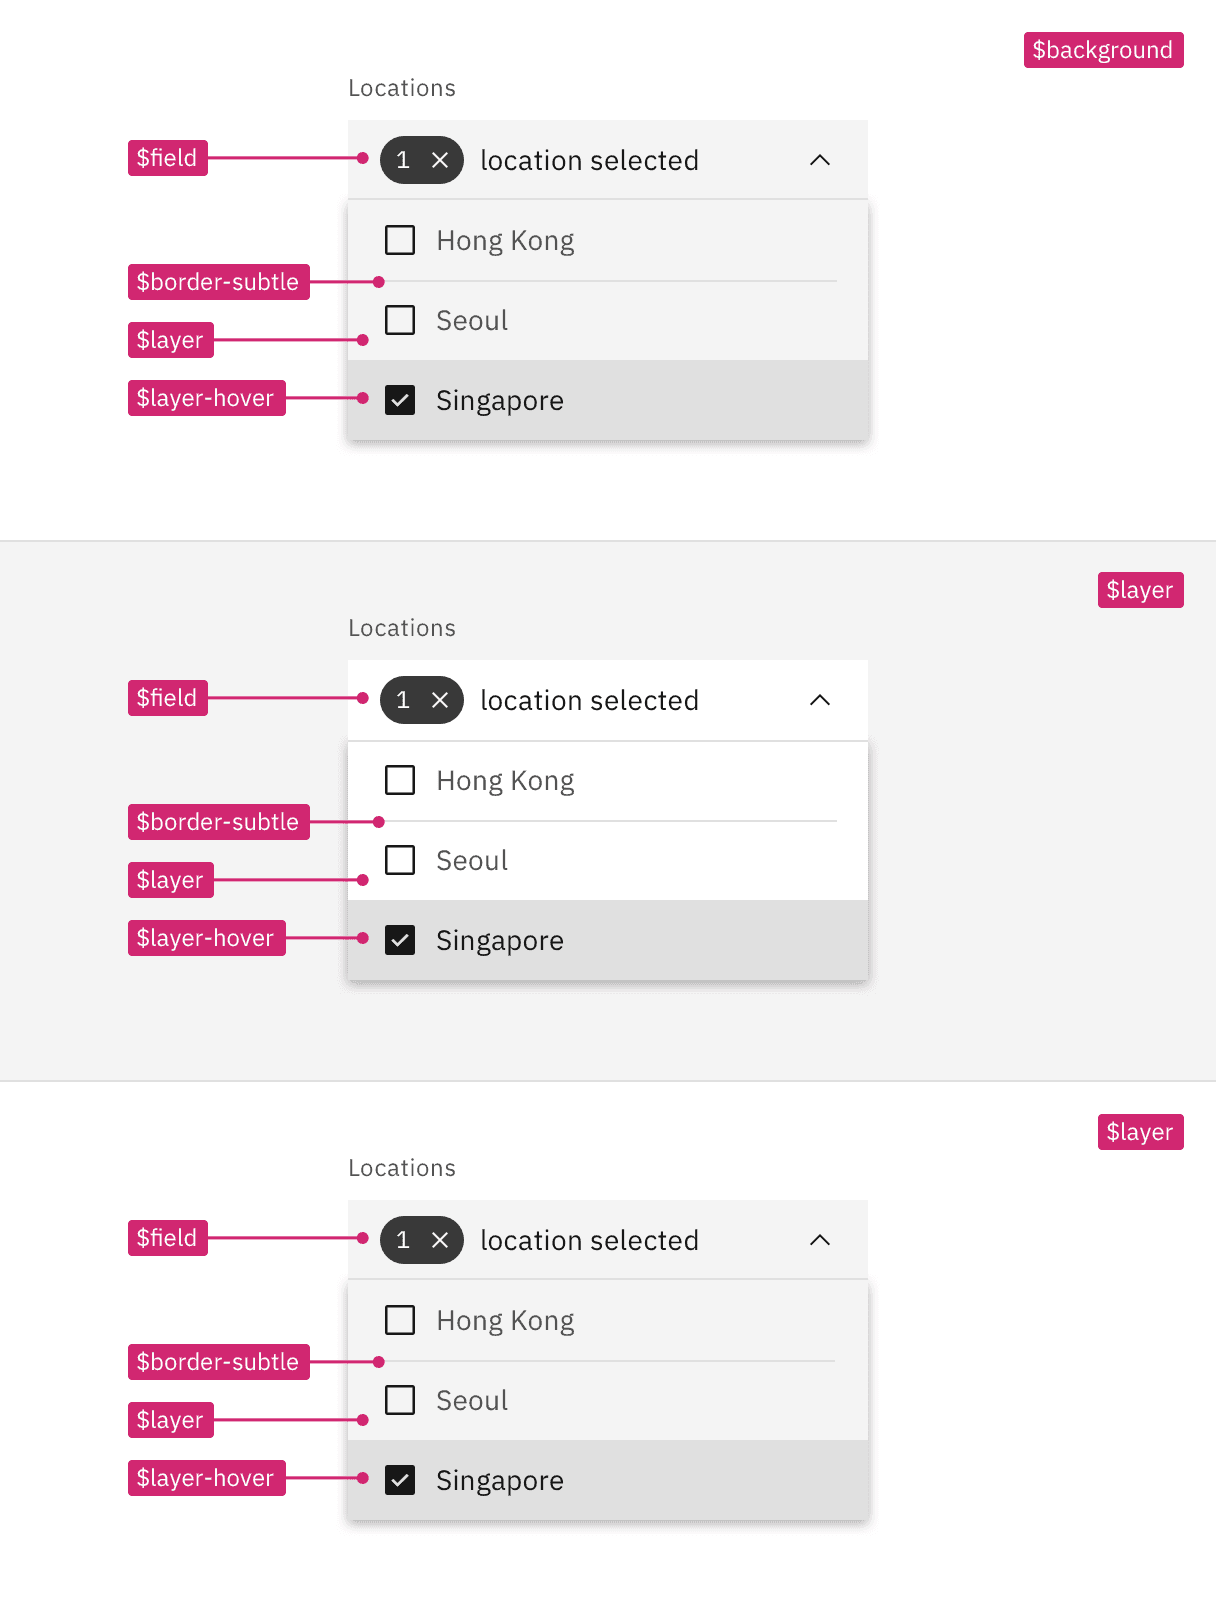 $background
Locations
$field
1 location selected
Hong Kong
$border-subtle
Seoul
$layer
$layer-hover
Singapore
$layer
Locations
$field
1 location selected
Hong Kong
$border-subtle
Seoul
$layer
$layer-hover
Singapore
$layer
Locations
$field
1 location selected
Hong Kong
$border-subtle
Seoul
$layer
$layer-hover
Singapore